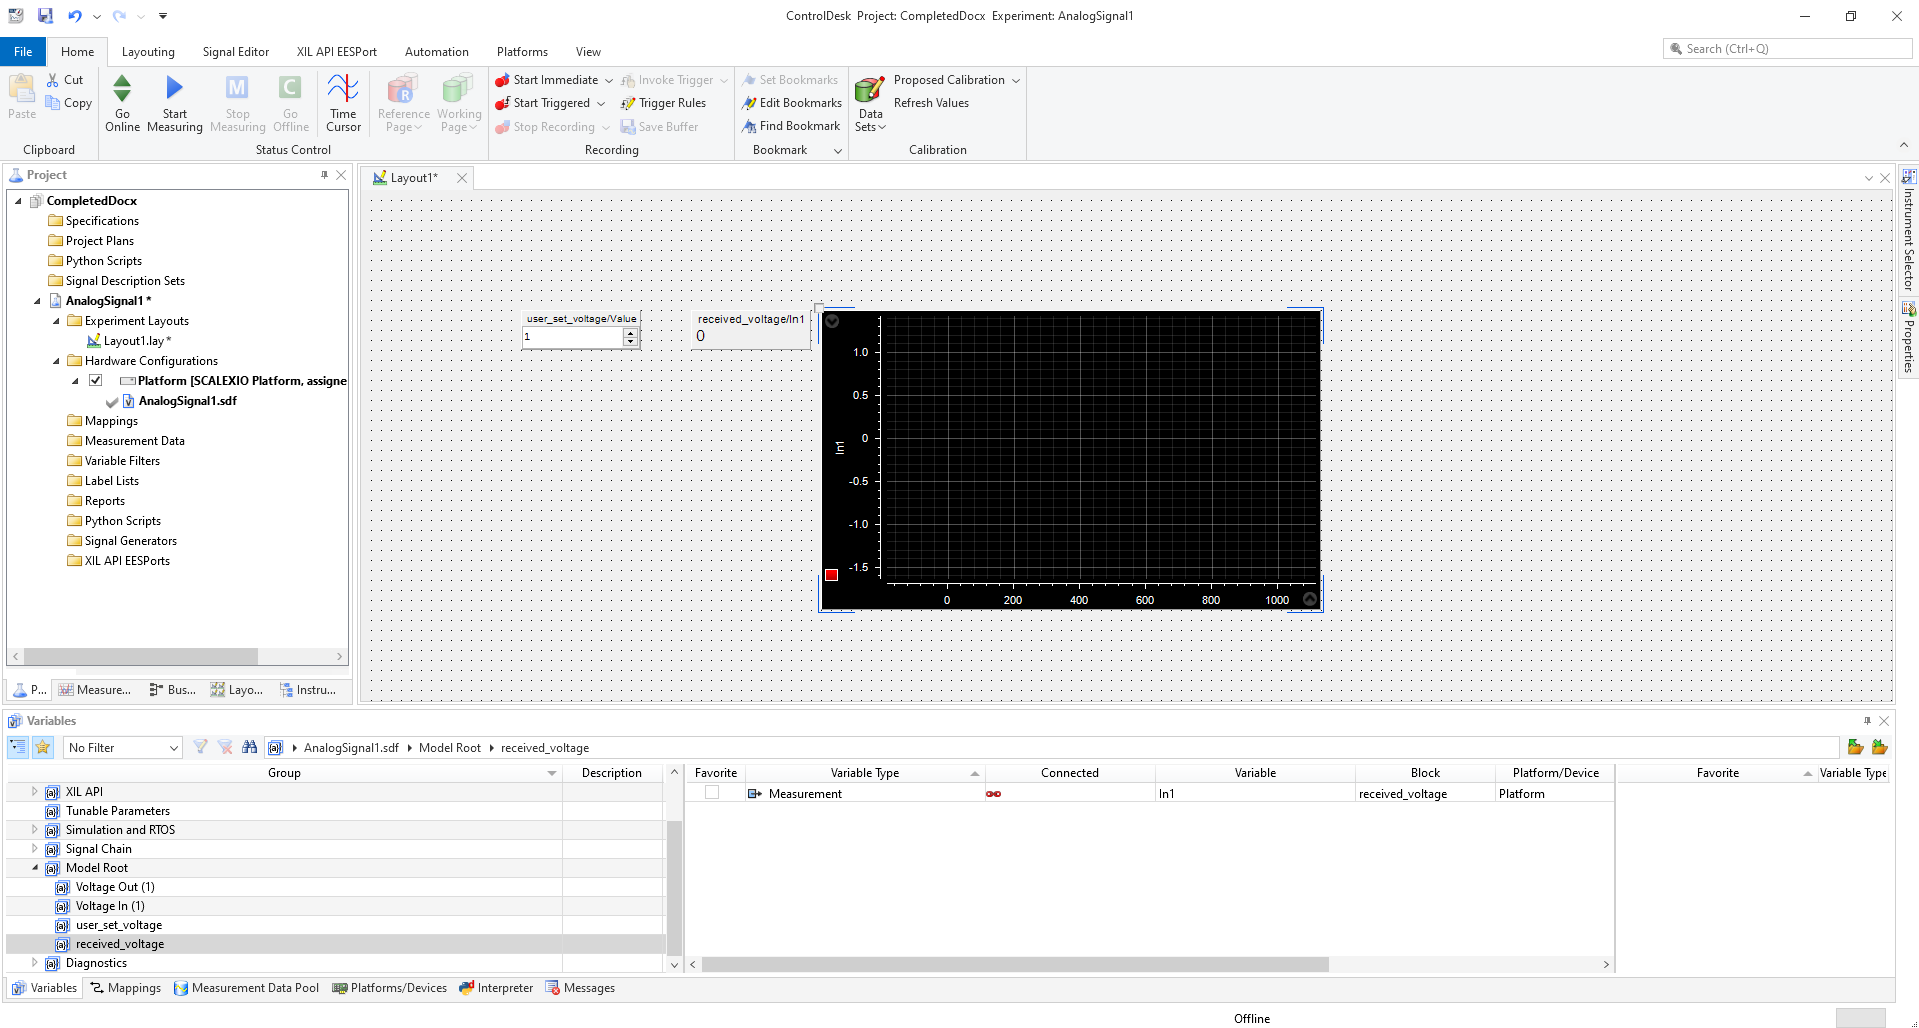 ControlDesk Project: CompletedDocx Experiment: AnalogSignal1
File Home Layouting Signal Editor XIL API EESPort Automation Platforms View
Search (Ctrl+Q)
Paste
Cut
Copy
Clipboard
Go Online
Start Measuring
Stop Measuring
Go Offline
Time Cursor
Reference Page
Working Page
Status Control
Start Immediate
Start Triggered
Stop Recording
Invoke Trigger
Trigger Rules
Save Buffer
Recording
Set Bookmarks
Edit Bookmarks
Find Bookmark
Bookmark
Data Sets
Proposed Calibration
Refresh Values
Calibration
Project
CompletedDocx
Specifications
Project Plans
Python Scripts
Signal Description Sets
AnalogSignal1 *
Experiment Layouts
Layout1.lay *
Hardware Configurations
Platform [SCALEXIO Platform, assigne
AnalogSignal1.sdf
Mappings
Measurement Data
Variable Filters
Label Lists
Reports
Python Scripts
Signal Generators
XIL API EESPorts
P... Measure... Bus... Layo... Instru...
Layout1*
user_set_voltage/Value
1
received_voltage/In1
0
In1
1.0
0.5
0
-0.5
-1.0
-1.5
0 200 400 600 800 1000
Instrument Selector
Properties
Variables
No Filter
AnalogSignal1.sdf Model Root received_voltage
Group Description
XIL API
Tunable Parameters
Simulation and RTOS
Signal Chain
Model Root
Voltage Out (1)
Voltage In (1)
user_set_voltage
received_voltage
Diagnostics
Favorite Variable Type Connected Variable Block Platform/Device
Measurement In1 received_voltage Platform
Favorite Variable Type
Variables Mappings Measurement Data Pool Platforms/Devices Interpreter Messages
Offline